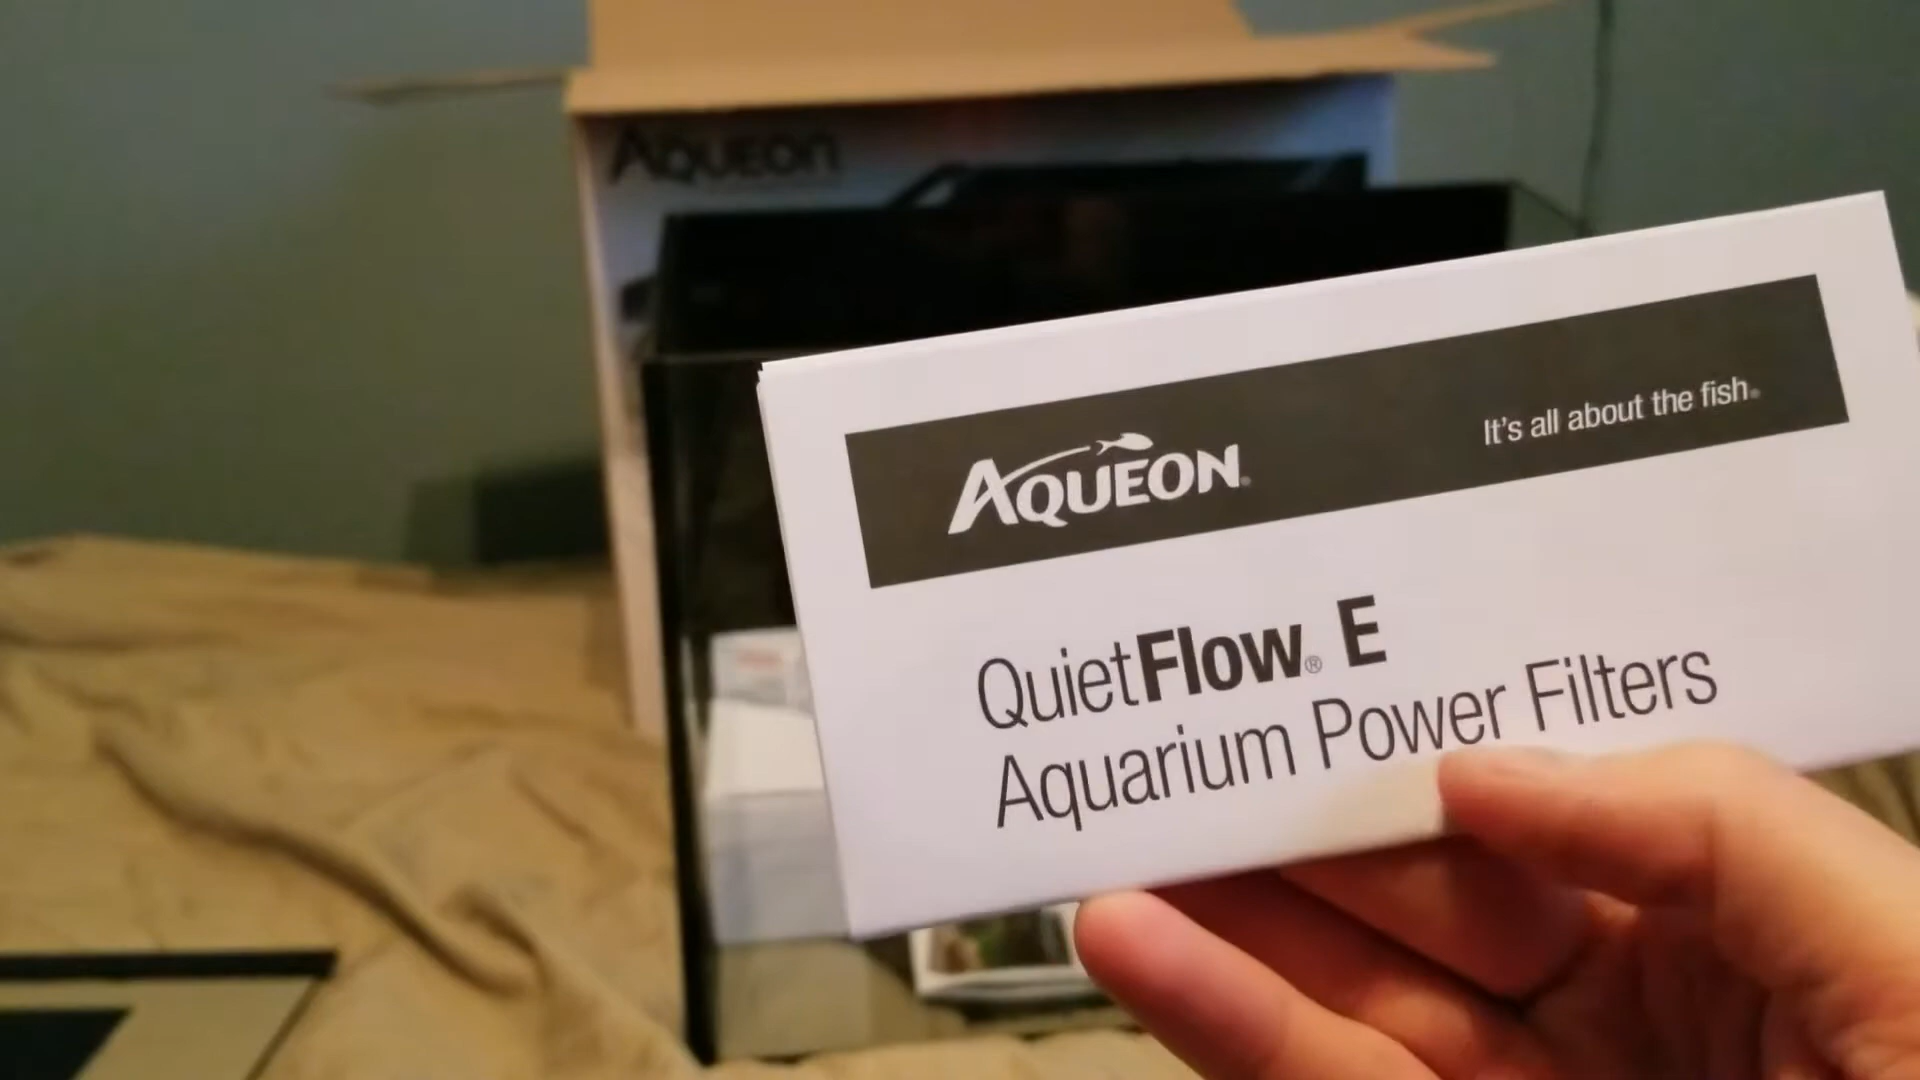 AQUEON
AQUEON®
It's all about the fish®
QuietFlow® E
Aquarium Power Filters